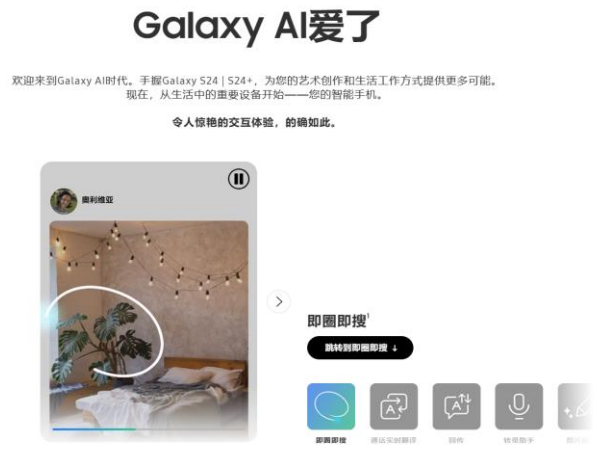 Galaxy AI爱了
欢迎来到Galaxy AI时代。手握Galaxy S24 | S24+，为您的艺术创作和生活工作方式提供更多可能。
现在，从生活中的重要设备开始——您的智能手机。
令人惊艳的交互体验，的确如此。
奥利维亚
即圈即搜¹
跳转到即圈即搜 ↓
即圈即搜
通话实时翻译
转录助手